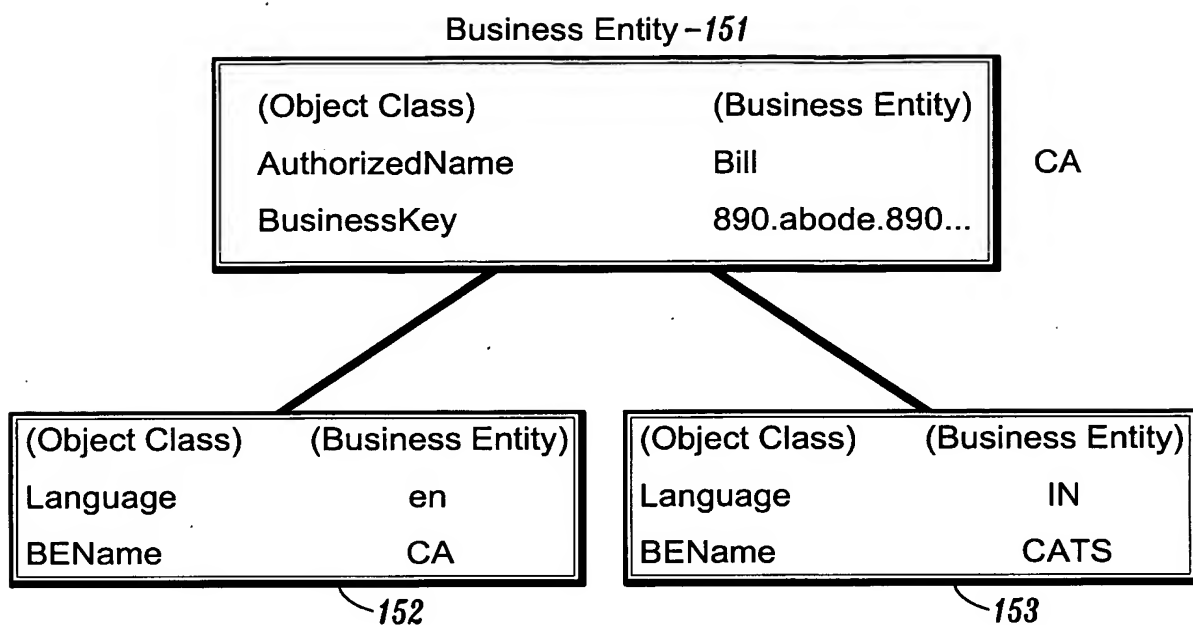 Business Entity - 151
(Object Class) (Business Entity)
AuthorizedName Bill
CA
BusinessKey 890.abode.890...
(Object Class) (Business Entity)
Language en
BEName CA
152
(Object Class) (Business Entity)
Language IN
BEName CATS
153